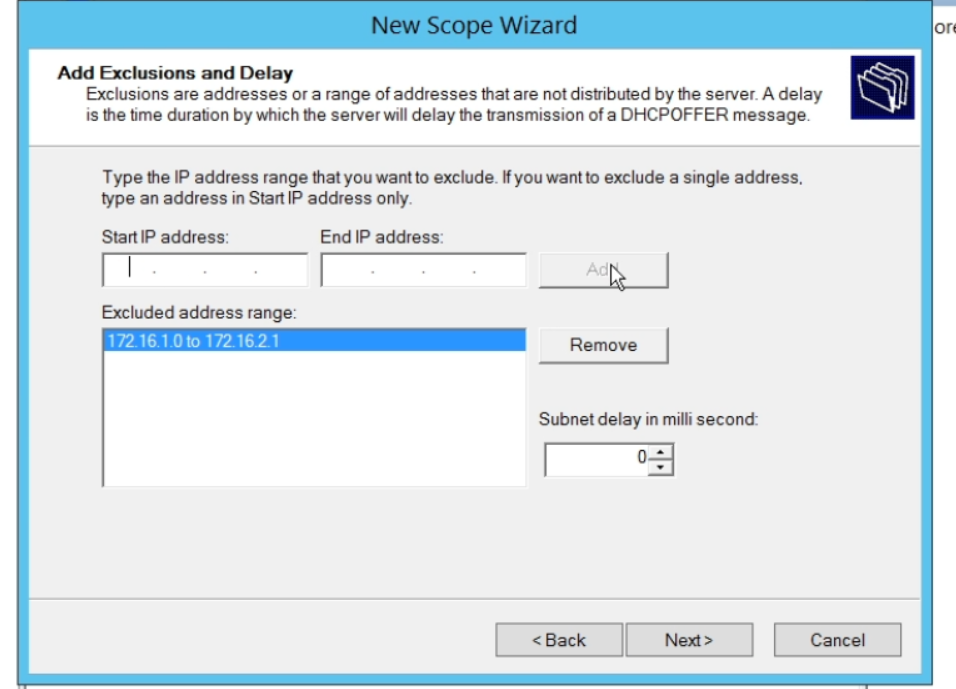 New Scope Wizard
Add Exclusions and Delay
Exclusions are addresses or a range of addresses that are not distributed by the server. A delay
is the time duration by which the server will delay the transmission of a DHCPOFFER message.
Type the IP address range that you want to exclude. If you want to exclude a single address,
type an address in Start IP address only.
Start IP address: End IP address:
Add
Excluded address range:
172.16.1.0 to 172.16.2.1
Remove
Subnet delay in milli second:
0
< Back Next > Cancel